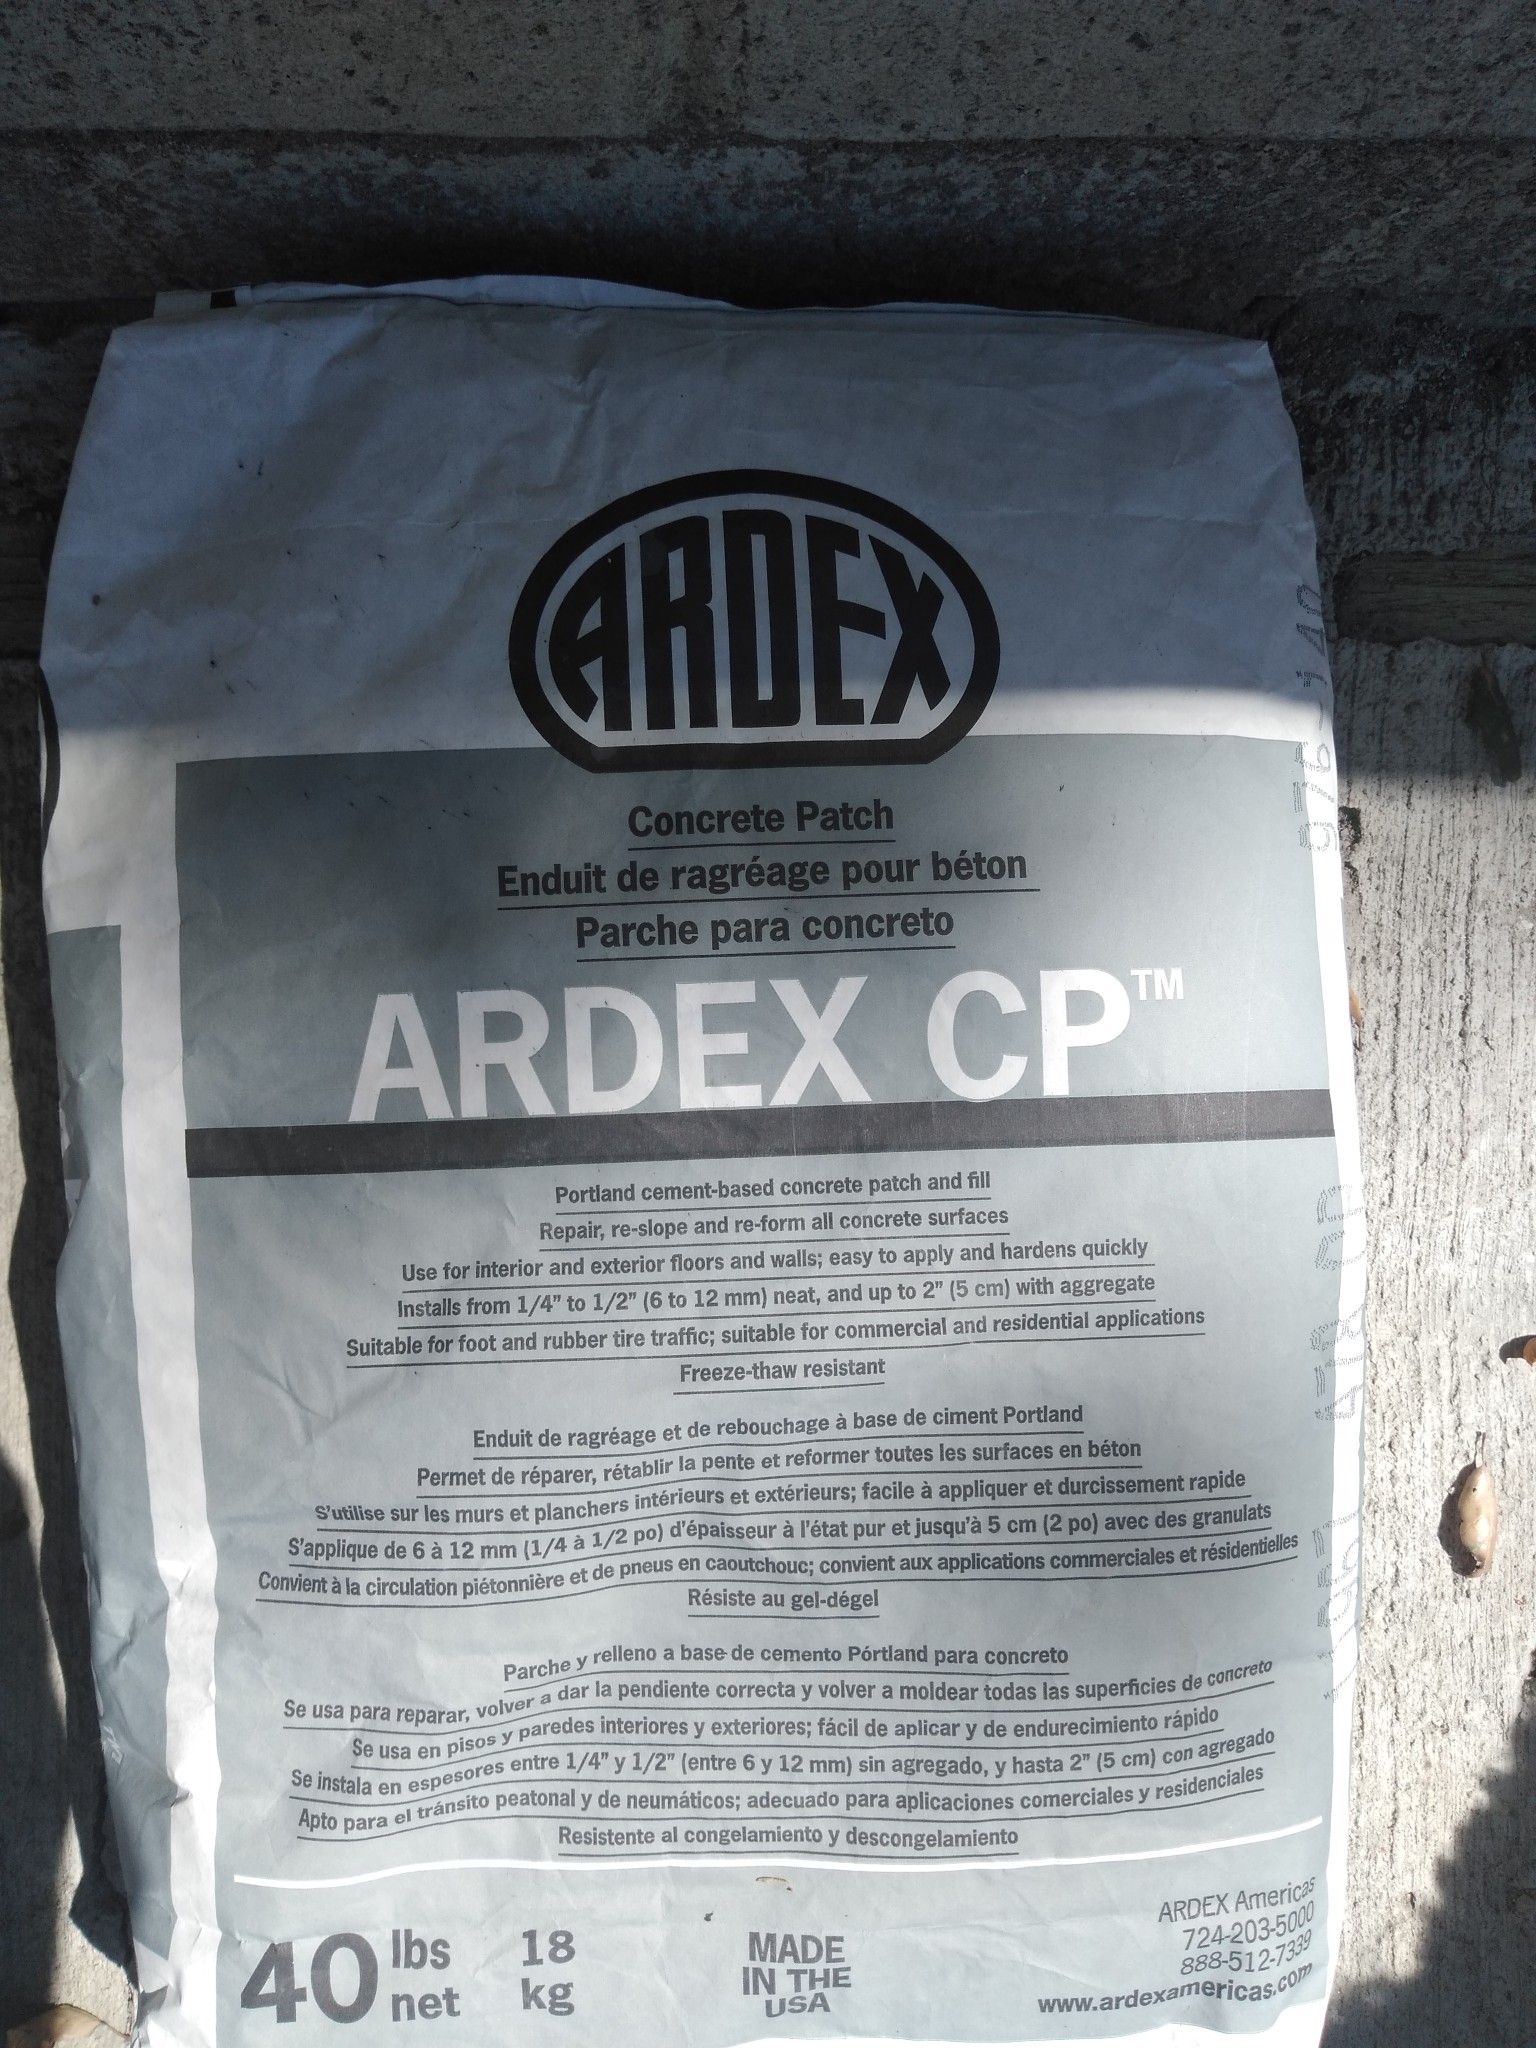 ARDEX
Concrete Patch
Enduit de ragréage pour béton
Parche para concreto
ARDEX CP™
Portland cement-based concrete patch and fill
Repair, re-slope and re-form all concrete surfaces
Use for interior and exterior floors and walls; easy to apply and hardens quickly
Installs from 1/4” to 1/2” (6 to 12 mm) neat, and up to 2” (5 cm) with aggregate
Suitable for foot and rubber tire traffic; suitable for commercial and residential applications
Freeze-thaw resistant
Enduit de ragréage et de rebouchage à base de ciment Portland
Permet de réparer, rétablir la pente et reformer toutes les surfaces en béton
S’utilise sur les murs et planchers intérieurs et extérieurs; facile à appliquer et durcissement rapide
S’applique de 6 à 12 mm (1/4 à 1/2 po) d’épaisseur à l’état pur et jusqu’à 5 cm (2 po) avec des granulats
Convient à la circulation piétonnière et de pneus en caoutchouc; convient aux applications commerciales et résidentielles
Résiste au gel-dégel
Parche y relleno a base de cemento Pórtland para concreto
Se usa para reparar, volver a dar la pendiente correcta y volver a moldear todas las superficies de concreto
Se usa en pisos y paredes interiores y exteriores; fácil de aplicar y de endurecimiento rápido
Se instala en espesores entre 1/4” y 1/2” (entre 6 y 12 mm) sin agregado, y hasta 2” (5 cm) con agregado
Apto para el tránsito peatonal y de neumáticos; adecuado para aplicaciones comerciales y residenciales
Resistente al congelamiento y descongelamiento
40 lbs net
18 kg
MADE
IN THE
USA
ARDEX Americas
724-203-5000
888-512-7339
www.ardexamericas.com